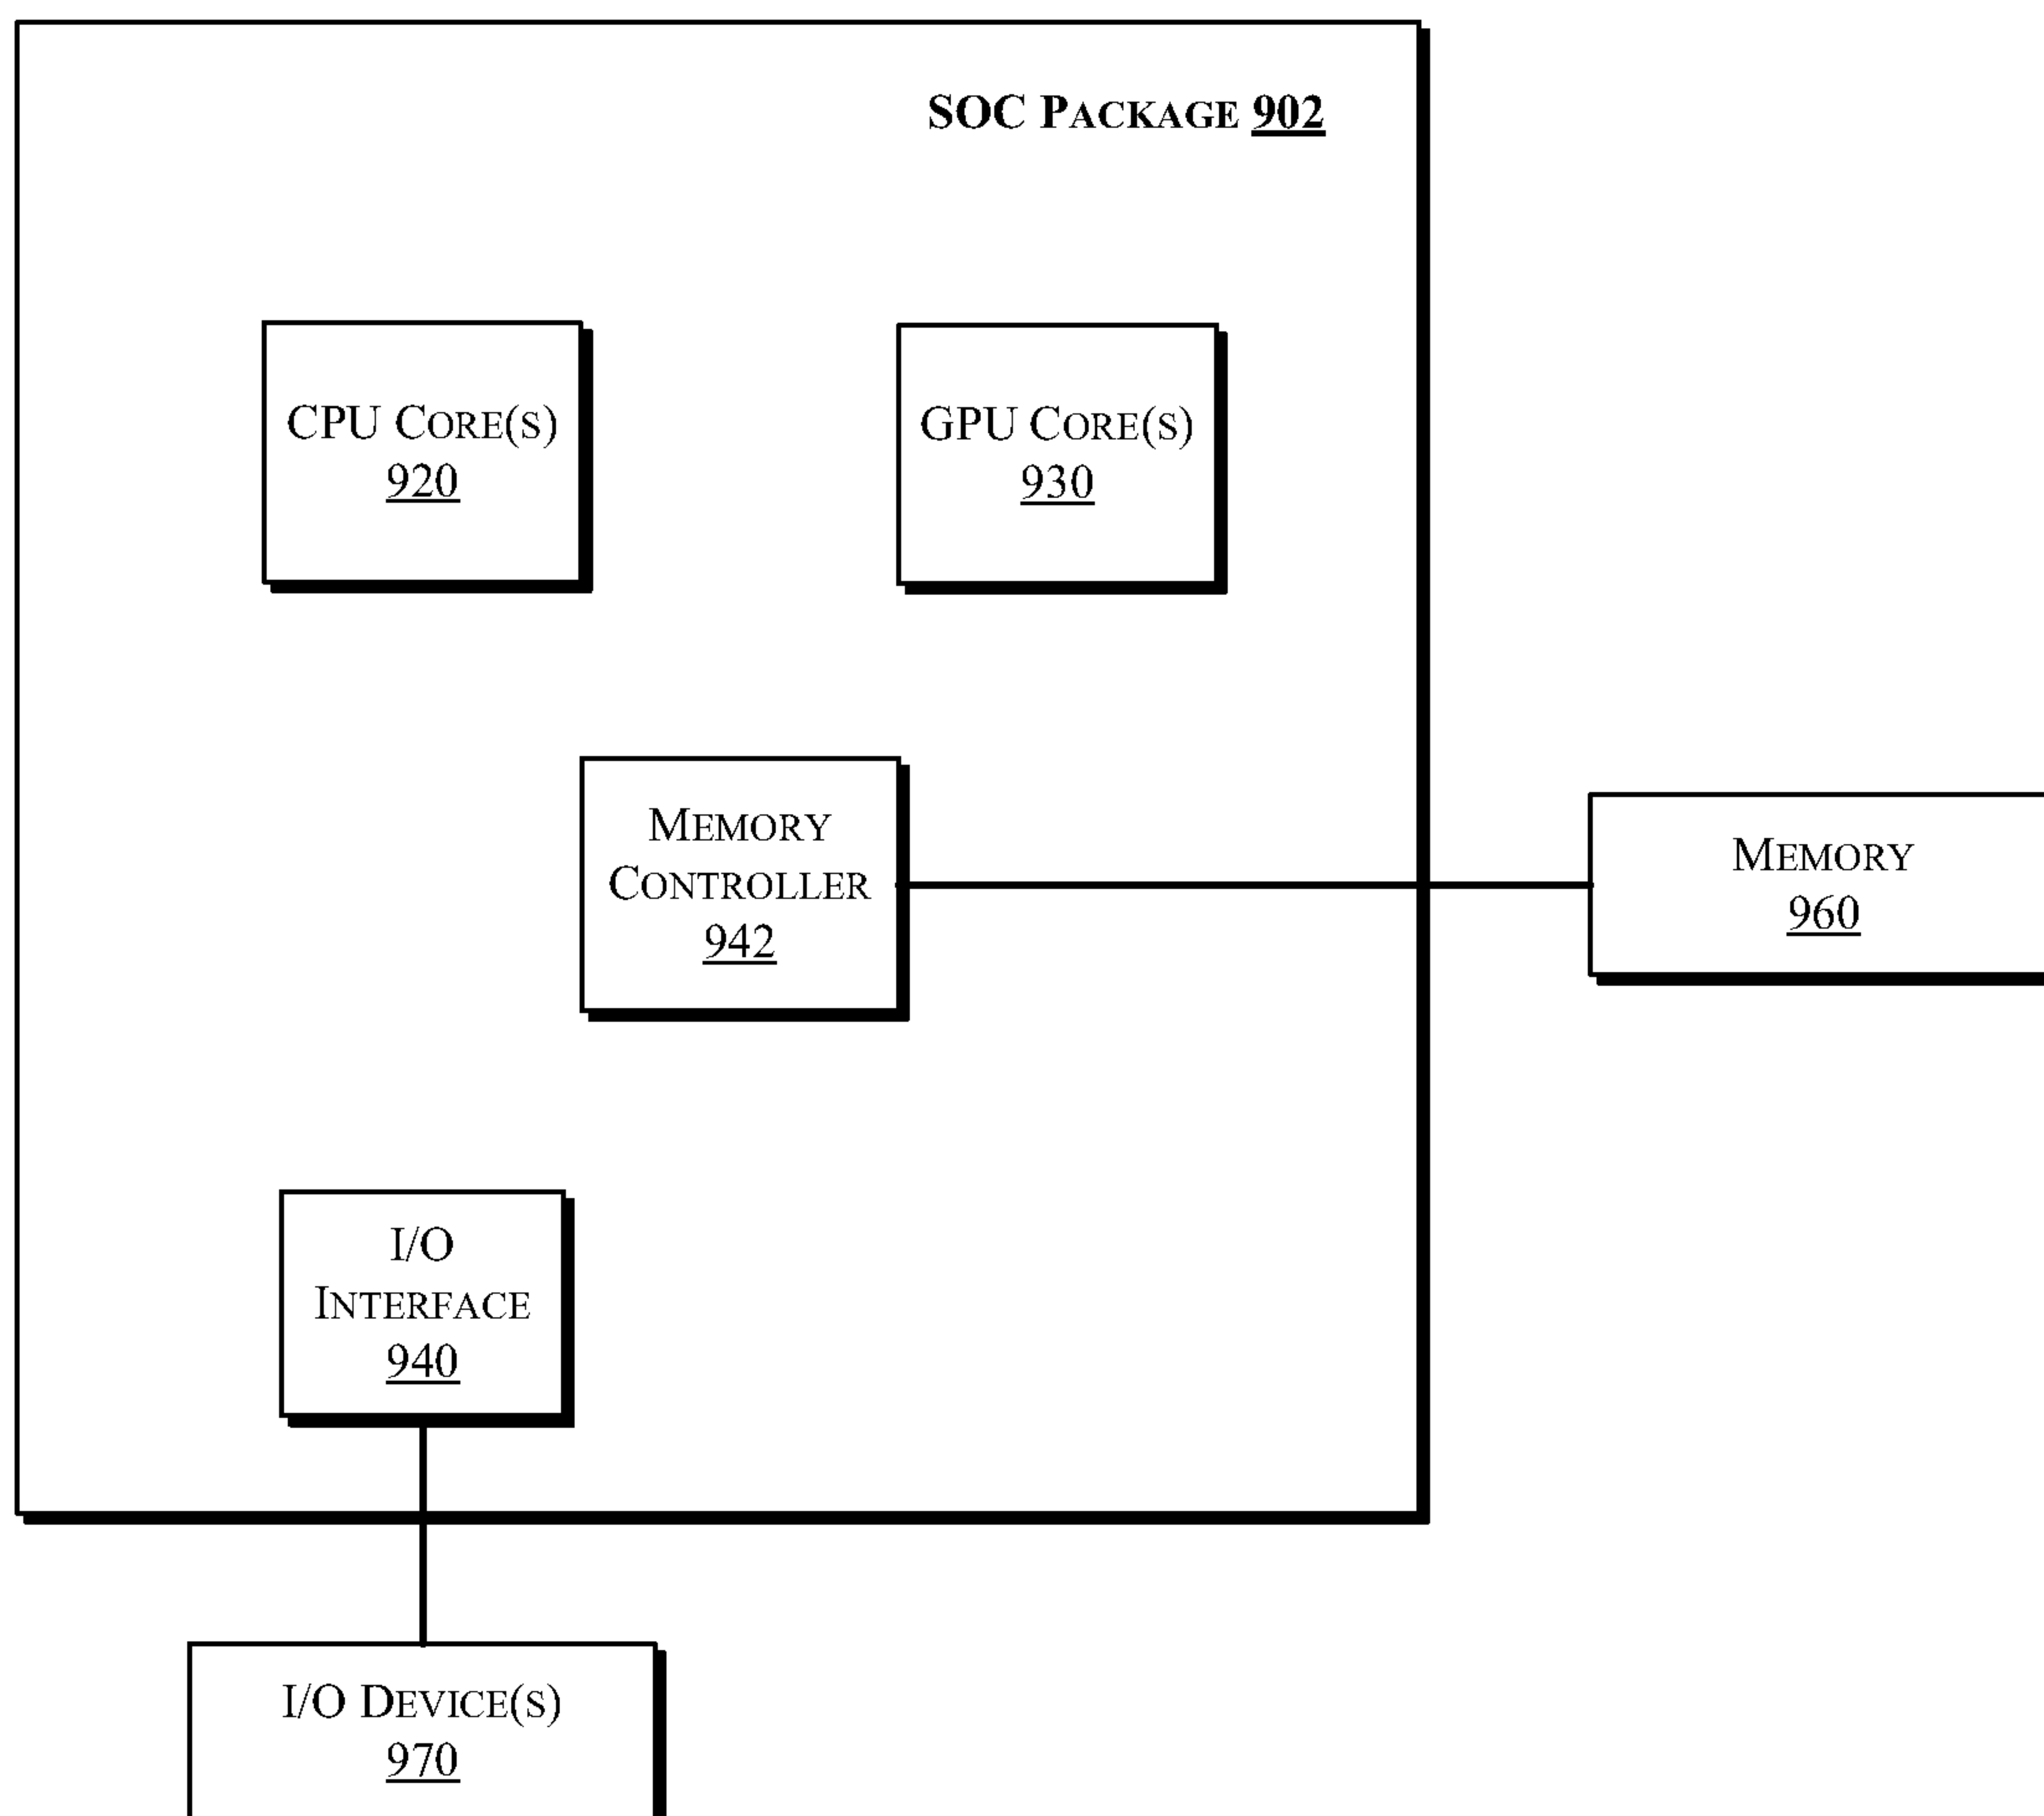 SOC PACKAGE 902
CPU CORE(S)
920
GPU CORE(S)
930
MEMORY
CONTROLLER
942
MEMORY
960
I/O
INTERFACE
940
I/O DEVICE(S)
970